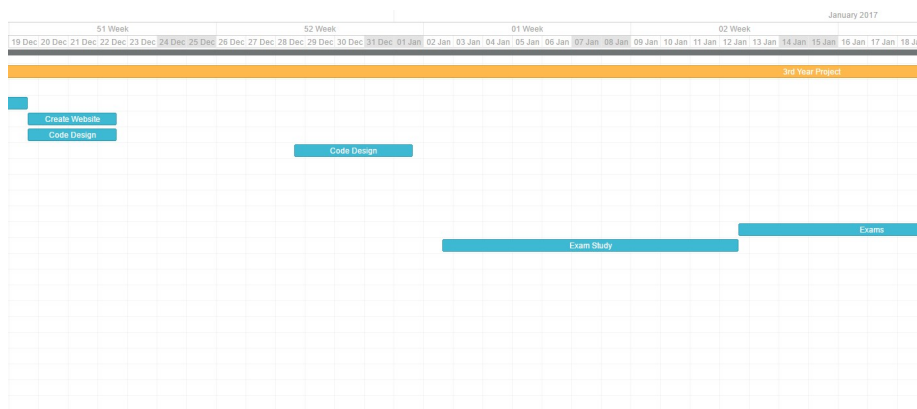 January 2017
51 Week 52 Week 01 Week 02 Week
19 Dec 20 Dec 21 Dec 22 Dec 23 Dec 24 Dec 25 Dec 26 Dec 27 Dec 28 Dec 29 Dec 30 Dec 31 Dec 01 Jan 02 Jan 03 Jan 04 Jan 05 Jan 06 Jan 07 Jan 08 Jan 09 Jan 10 Jan 11 Jan 12 Jan 13 Jan 14 Jan 15 Jan 16 Jan 17 Jan 18 J
3rd Year Project
Create Website
Code Design
Code Design
Exams
Exam Study